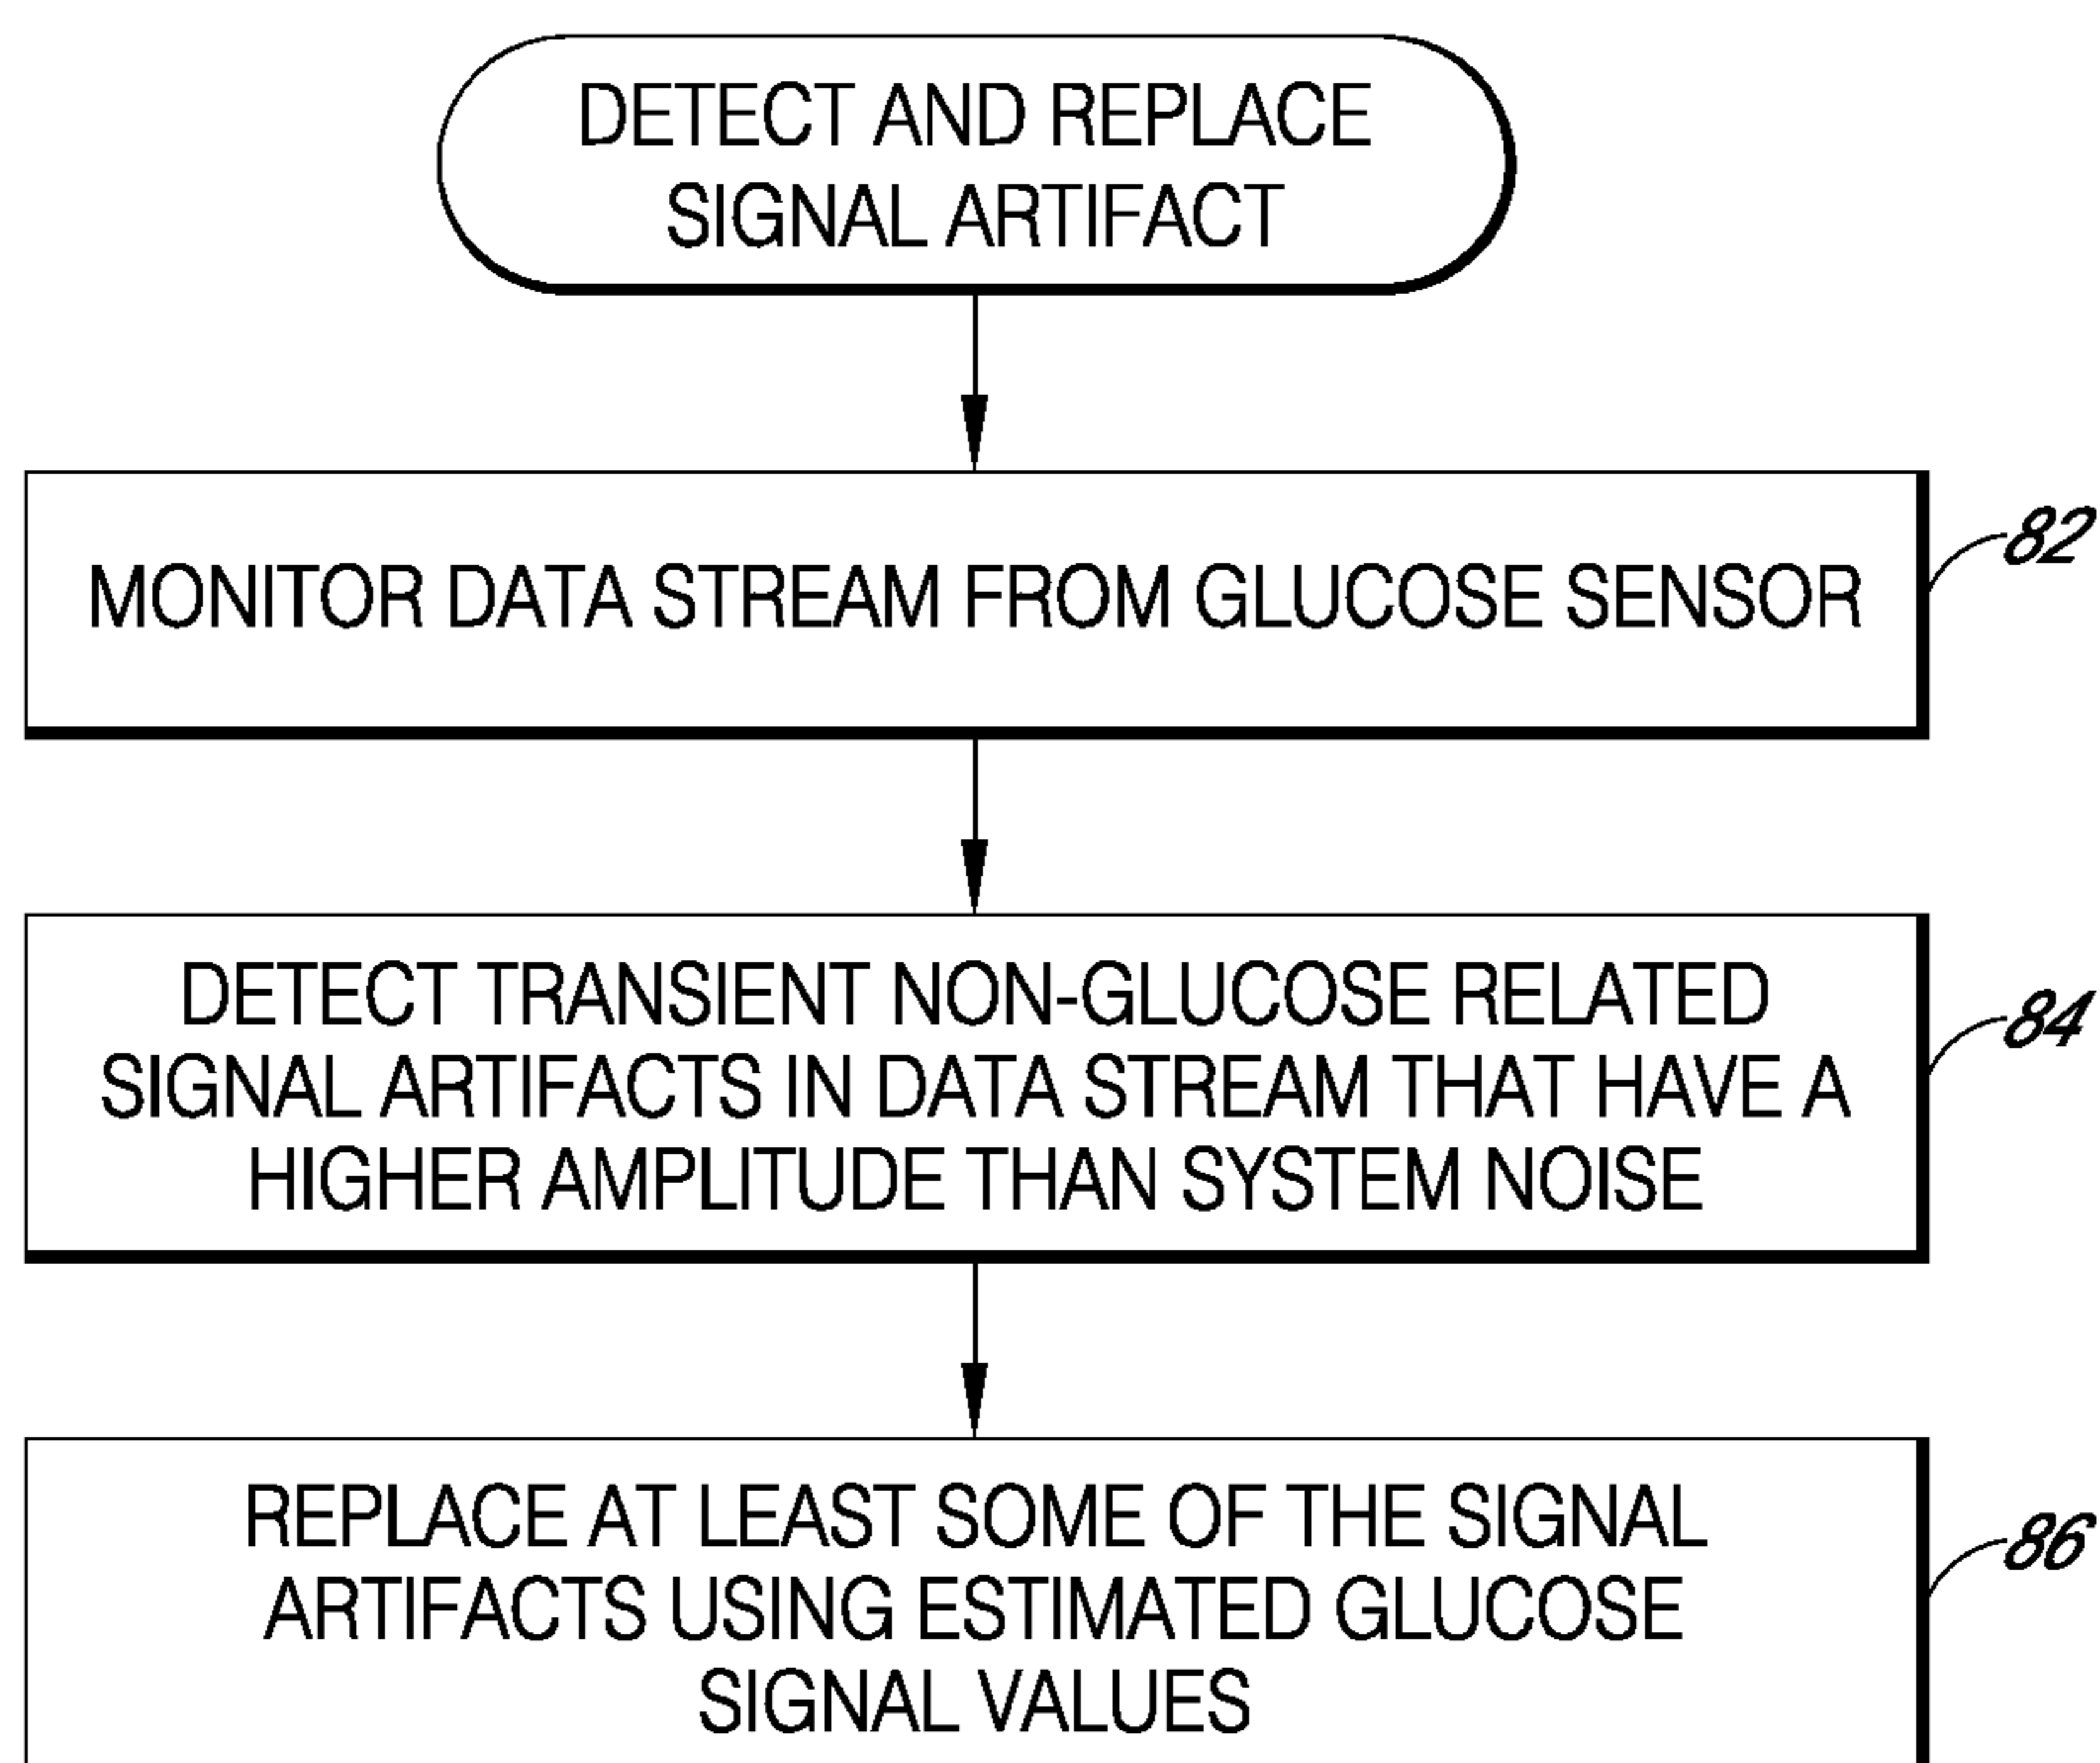 DETECT AND REPLACE
SIGNAL ARTIFACT
MONITOR DATA STREAM FROM GLUCOSE SENSOR
82
DETECT TRANSIENT NON-GLUCOSE RELATED
SIGNAL ARTIFACTS IN DATA STREAM THAT HAVE A
HIGHER AMPLITUDE THAN SYSTEM NOISE
84
REPLACE AT LEAST SOME OF THE SIGNAL
ARTIFACTS USING ESTIMATED GLUCOSE
SIGNAL VALUES
86